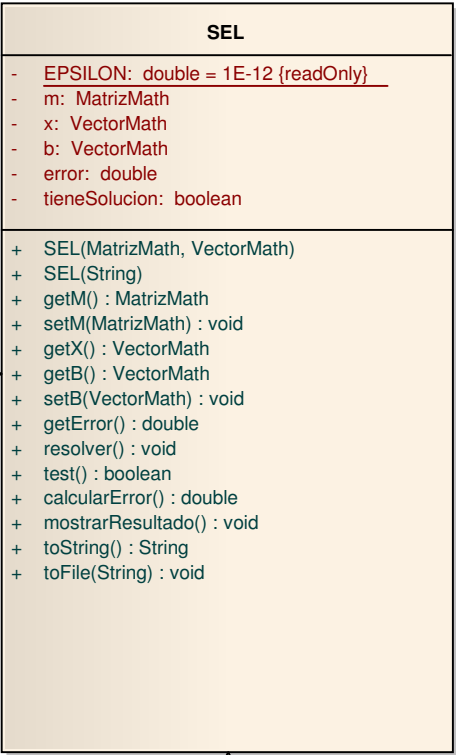 SEL
- EPSILON: double = 1E-12 {readOnly}
- m: MatrizMath
- x: VectorMath
- b: VectorMath
- error: double
- tieneSolucion: boolean
+ SEL(MatrizMath, VectorMath)
+ SEL(String)
+ getM() : MatrizMath
+ setM(MatrizMath) : void
+ getX() : VectorMath
+ getB() : VectorMath
+ setB(VectorMath) : void
+ getError() : double
+ resolver() : void
+ test() : boolean
+ calcularError() : double
+ mostrarResultado() : void
+ toString() : String
+ toFile(String) : void